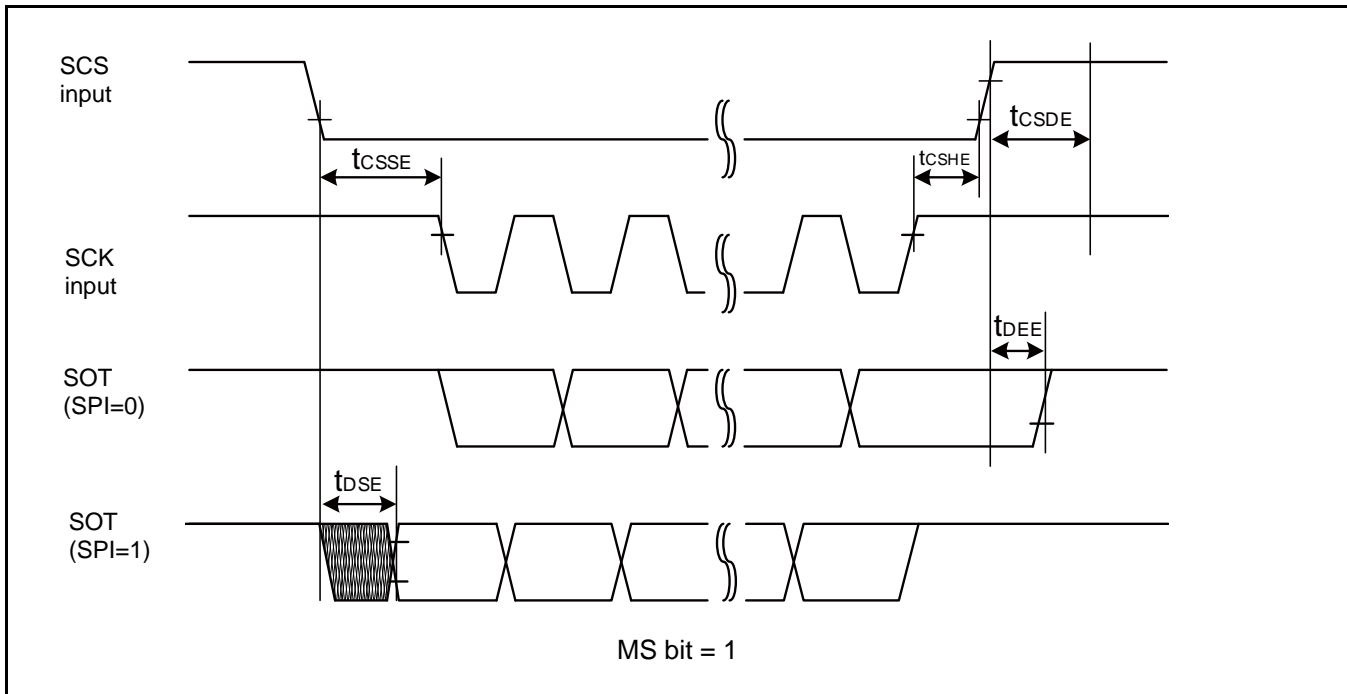 SCS
input
tCSDE
tCSSE
tCSHE
SCK
input
tDEE
SOT
(SPI=0)
tDSE
SOT
(SPI=1)
MS bit = 1